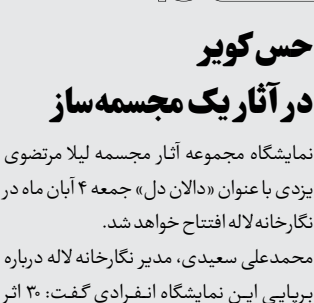 حس کویر
در آثار یک مجسمه‌ساز
نمایشگاه مجموعه آثار مجسمه لیلا مرتضوی
یزدی با عنوان «دالان دل» جمعه ۴ آبان ماه در
نگارخانه لاله افتتاح خواهد شد.
محمدعلی سعیدی، مدیر نگارخانه لاله درباره
برپایی این نمایشگاه انفرادی گفت: ۳۰ اثر